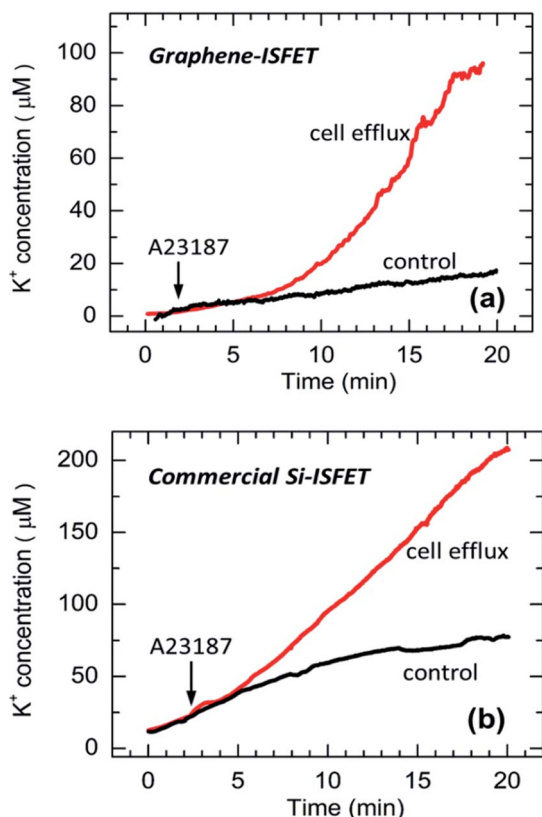 Graphene-ISFET
100
80
60
40
20
0
K⁺ concentration ( μM)
cell efflux
A23187
control
(a)
0 5 10 15 20
Time (min)
Commercial Si-ISFET
200
150
100
50
0
K⁺ concentration ( μM)
cell efflux
A23187
control
(b)
0 5 10 15 20
Time (min)